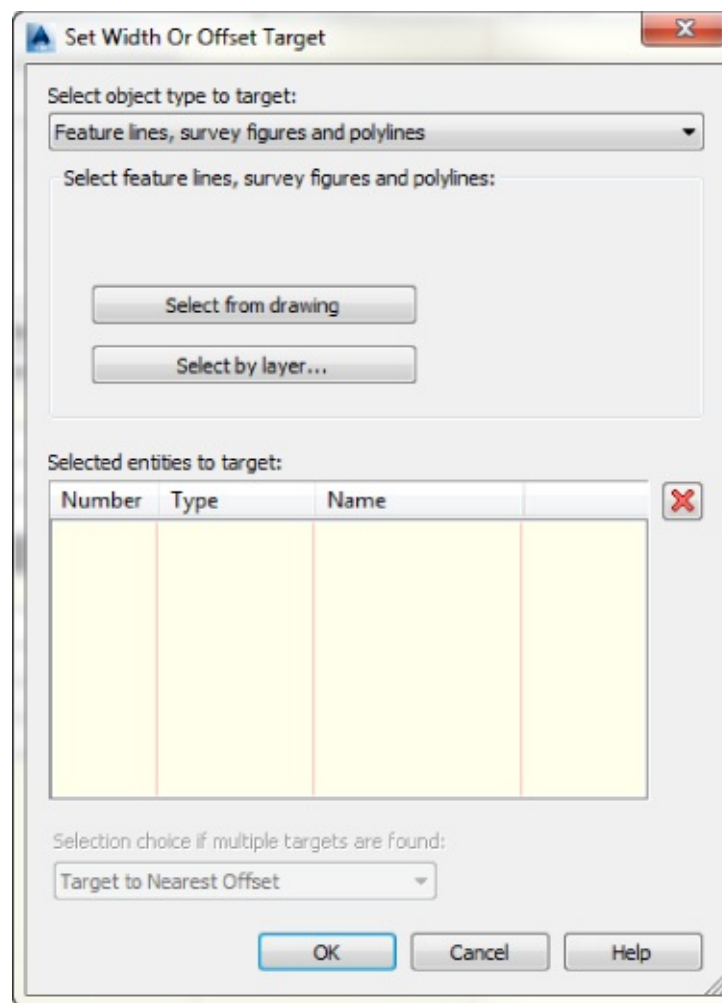 Set Width Or Offset Target
Select object type to target:
Feature lines, survey figures and polylines
Select feature lines, survey figures and polylines:
Select from drawing
Select by layer...
Selected entities to target:
Number Type Name
Selection choice if multiple targets are found:
Target to Nearest Offset
OK Cancel Help